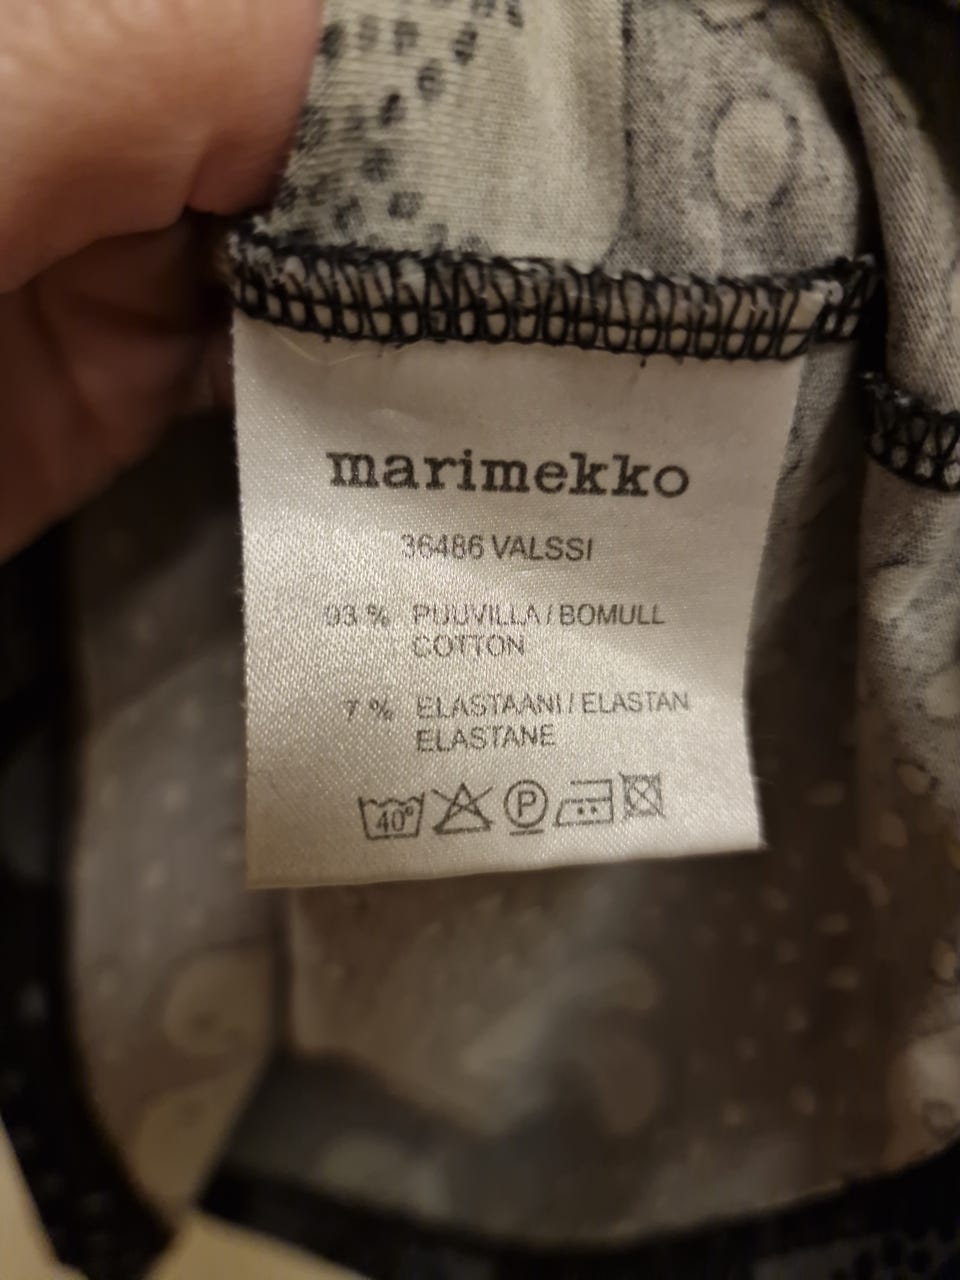 marimekko
36486 VALSSI
93 % PUUVILLA / BOMULL
COTTON
7 % ELASTAANI / ELASTAN
ELASTANE
40° P